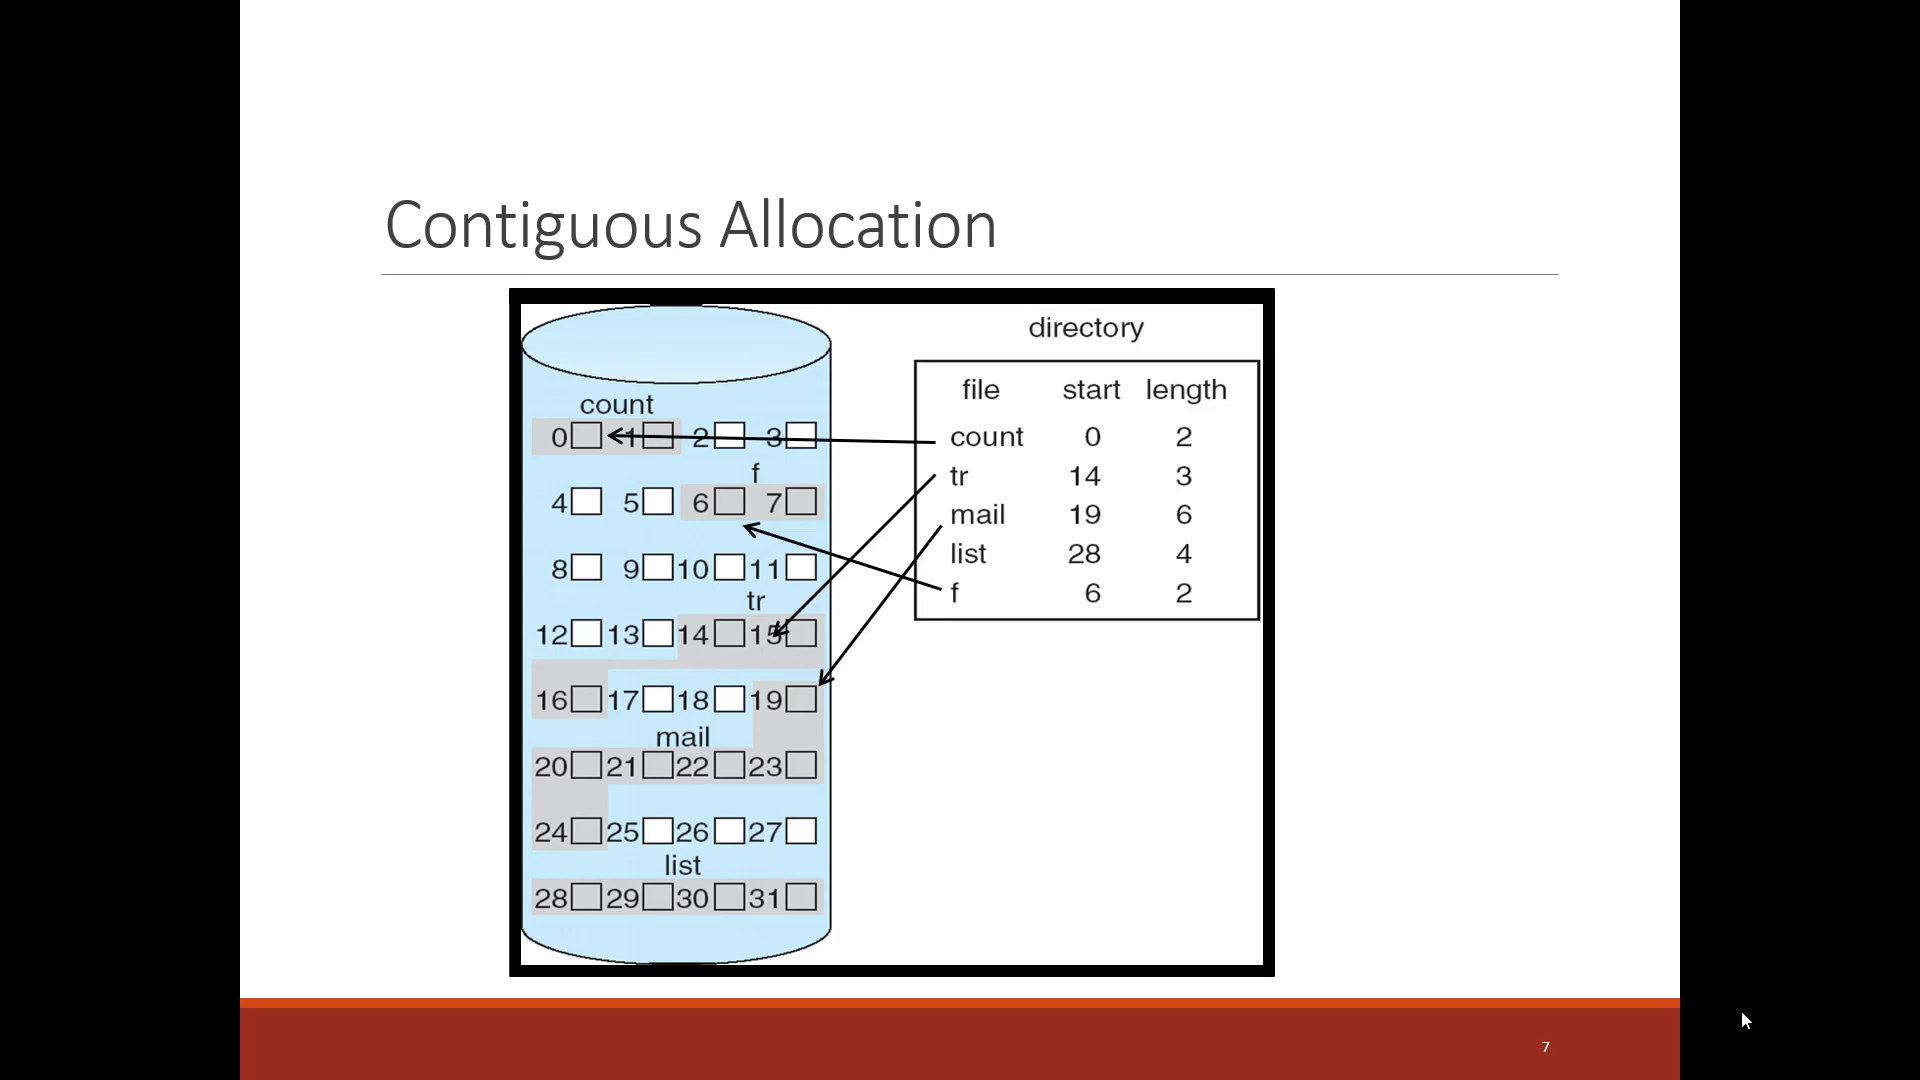 Contiguous Allocation
directory
file start length
count 0 2
tr 14 3
mail 19 6
list 28 4
f 6 2
count
0 1 2 3
f
4 5 6 7
8 9 10 11
tr
12 13 14 15
16 17 18 19
mail
20 21 22 23
24 25 26 27
list
28 29 30 31
7